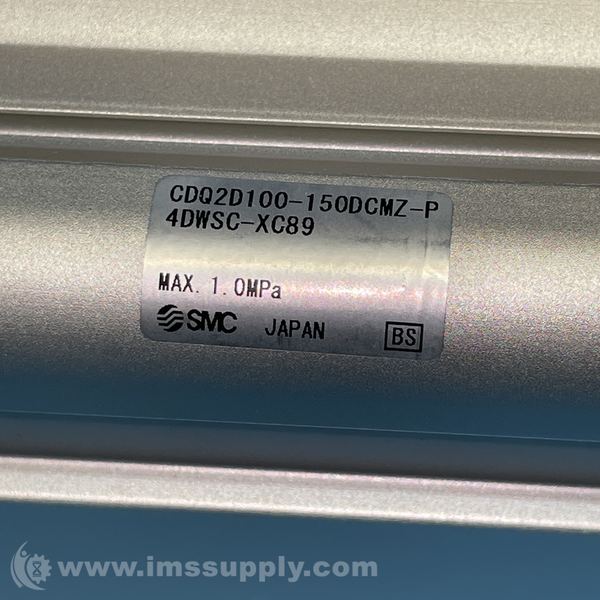 CDQ2D100-150DCMZ-P
4DWSC-XC89
MAX. 1.0MPa
SMC JAPAN BS
www.imssupply.com